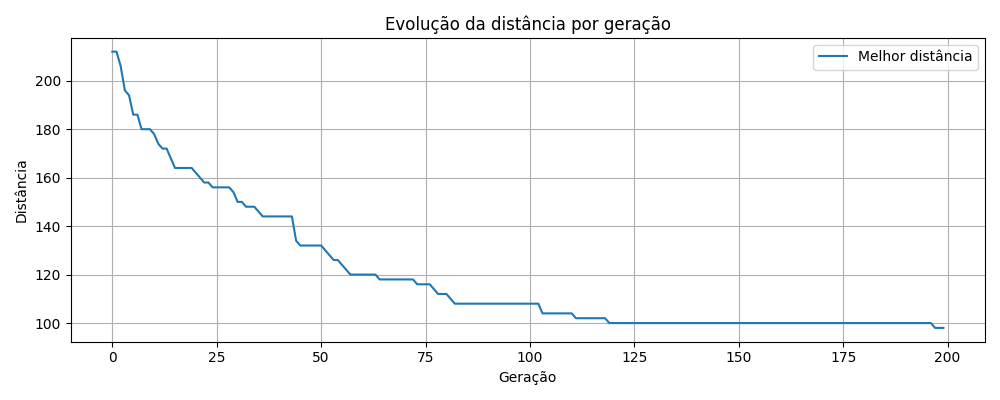 Evolução da distância por geração
Melhor distância
Distância
200
180
160
140
120
100
0 25 50 75 100 125 150 175 200
Geração